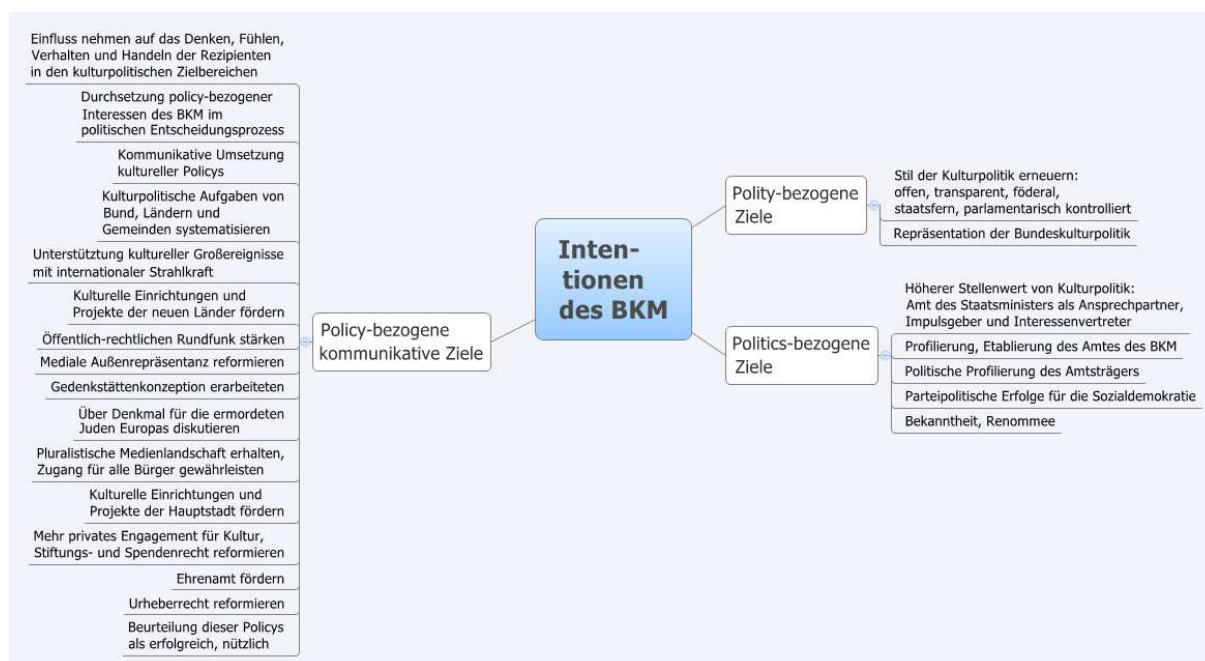 Einfluss nehmen auf das Denken, Fühlen,
Verhalten und Handeln der Rezipienten
in den kulturpolitischen Zielbereichen
Durchsetzung policy-bezogener
Interessen des BKM im
politischen Entscheidungsprozess
Kommunikative Umsetzung
kultureller Policys
Kulturpolitische Aufgaben von
Bund, Ländern und
Gemeinden systematisieren
Unterstütztung kultureller Großereignisse
mit internationaler Strahlkraft
Kulturelle Einrichtungen und
Projekte der neuen Länder fördern
Öffentlich-rechtlichen Rundfunk stärken
Mediale Außenrepräsentanz reformieren
Gedenkstättenkonzeption erarbeiteten
Über Denkmal für die ermordeten
Juden Europas diskutieren
Pluralistische Medienlandschaft erhalten,
Zugang für alle Bürger gewährleisten
Kulturelle Einrichtungen und
Projekte der Hauptstadt fördern
Mehr privates Engagement für Kultur,
Stiftungs- und Spendenrecht reformieren
Ehrenamt fördern
Urheberrecht reformieren
Beurteilung dieser Policys
als erfolgreich, nützlich
Policy-bezogene
kommunikative Ziele
Inten-
tionen
des BKM
Polity-bezogene
Ziele
Stil der Kulturpolitik erneuern:
offen, transparent, föderal,
staatsfern, parlamentarisch kontrolliert
Repräsentation der Bundeskulturpolitik
Politics-bezogene
Ziele
Höherer Stellenwert von Kulturpolitik:
Amt des Staatsministers als Ansprechpartner,
Impulsgeber und Interessenvertreter
Profilierung, Etablierung des Amtes des BKM
Politische Profilierung des Amtsträgers
Parteipolitische Erfolge für die Sozialdemokratie
Bekanntheit, Renommee